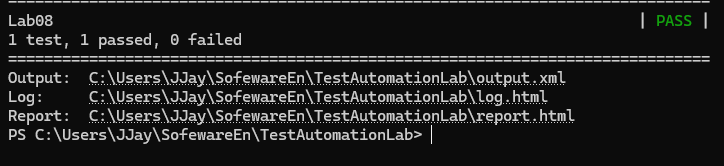 ==============================================================================
Lab08                                                                 | PASS |
1 test, 1 passed, 0 failed
==============================================================================
Output:  C:\Users\JJay\SofewareEn\TestAutomationLab\output.xml
Log:     C:\Users\JJay\SofewareEn\TestAutomationLab\log.html
Report:  C:\Users\JJay\SofewareEn\TestAutomationLab\report.html
PS C:\Users\JJay\SofewareEn\TestAutomationLab>